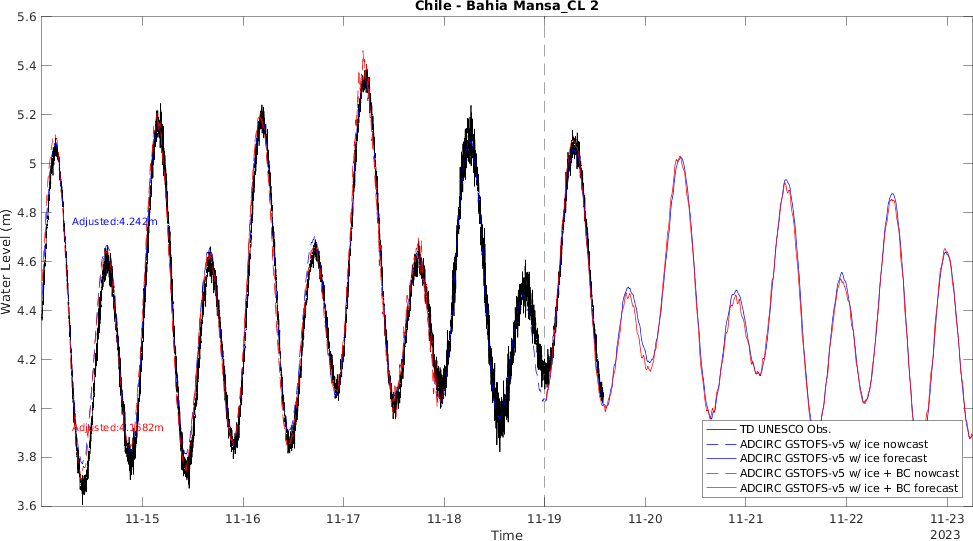 Chile - Bahia Mansa_CL 2
5.6
5.4
5.2
5
4.8
4.6
4.4
4.2
4
3.8
3.6
Water Level (m)
Adjusted:4.242m
Adjusted:4.1682m
TD UNESCO Obs.
ADCIRC GSTOFS-v5 w/ ice nowcast
ADCIRC GSTOFS-v5 w/ ice forecast
ADCIRC GSTOFS-v5 w/ ice + BC nowcast
ADCIRC GSTOFS-v5 w/ ice + BC forecast
11-15 11-16 11-17 11-18 11-19 11-20 11-21 11-22 11-23
2023
Time